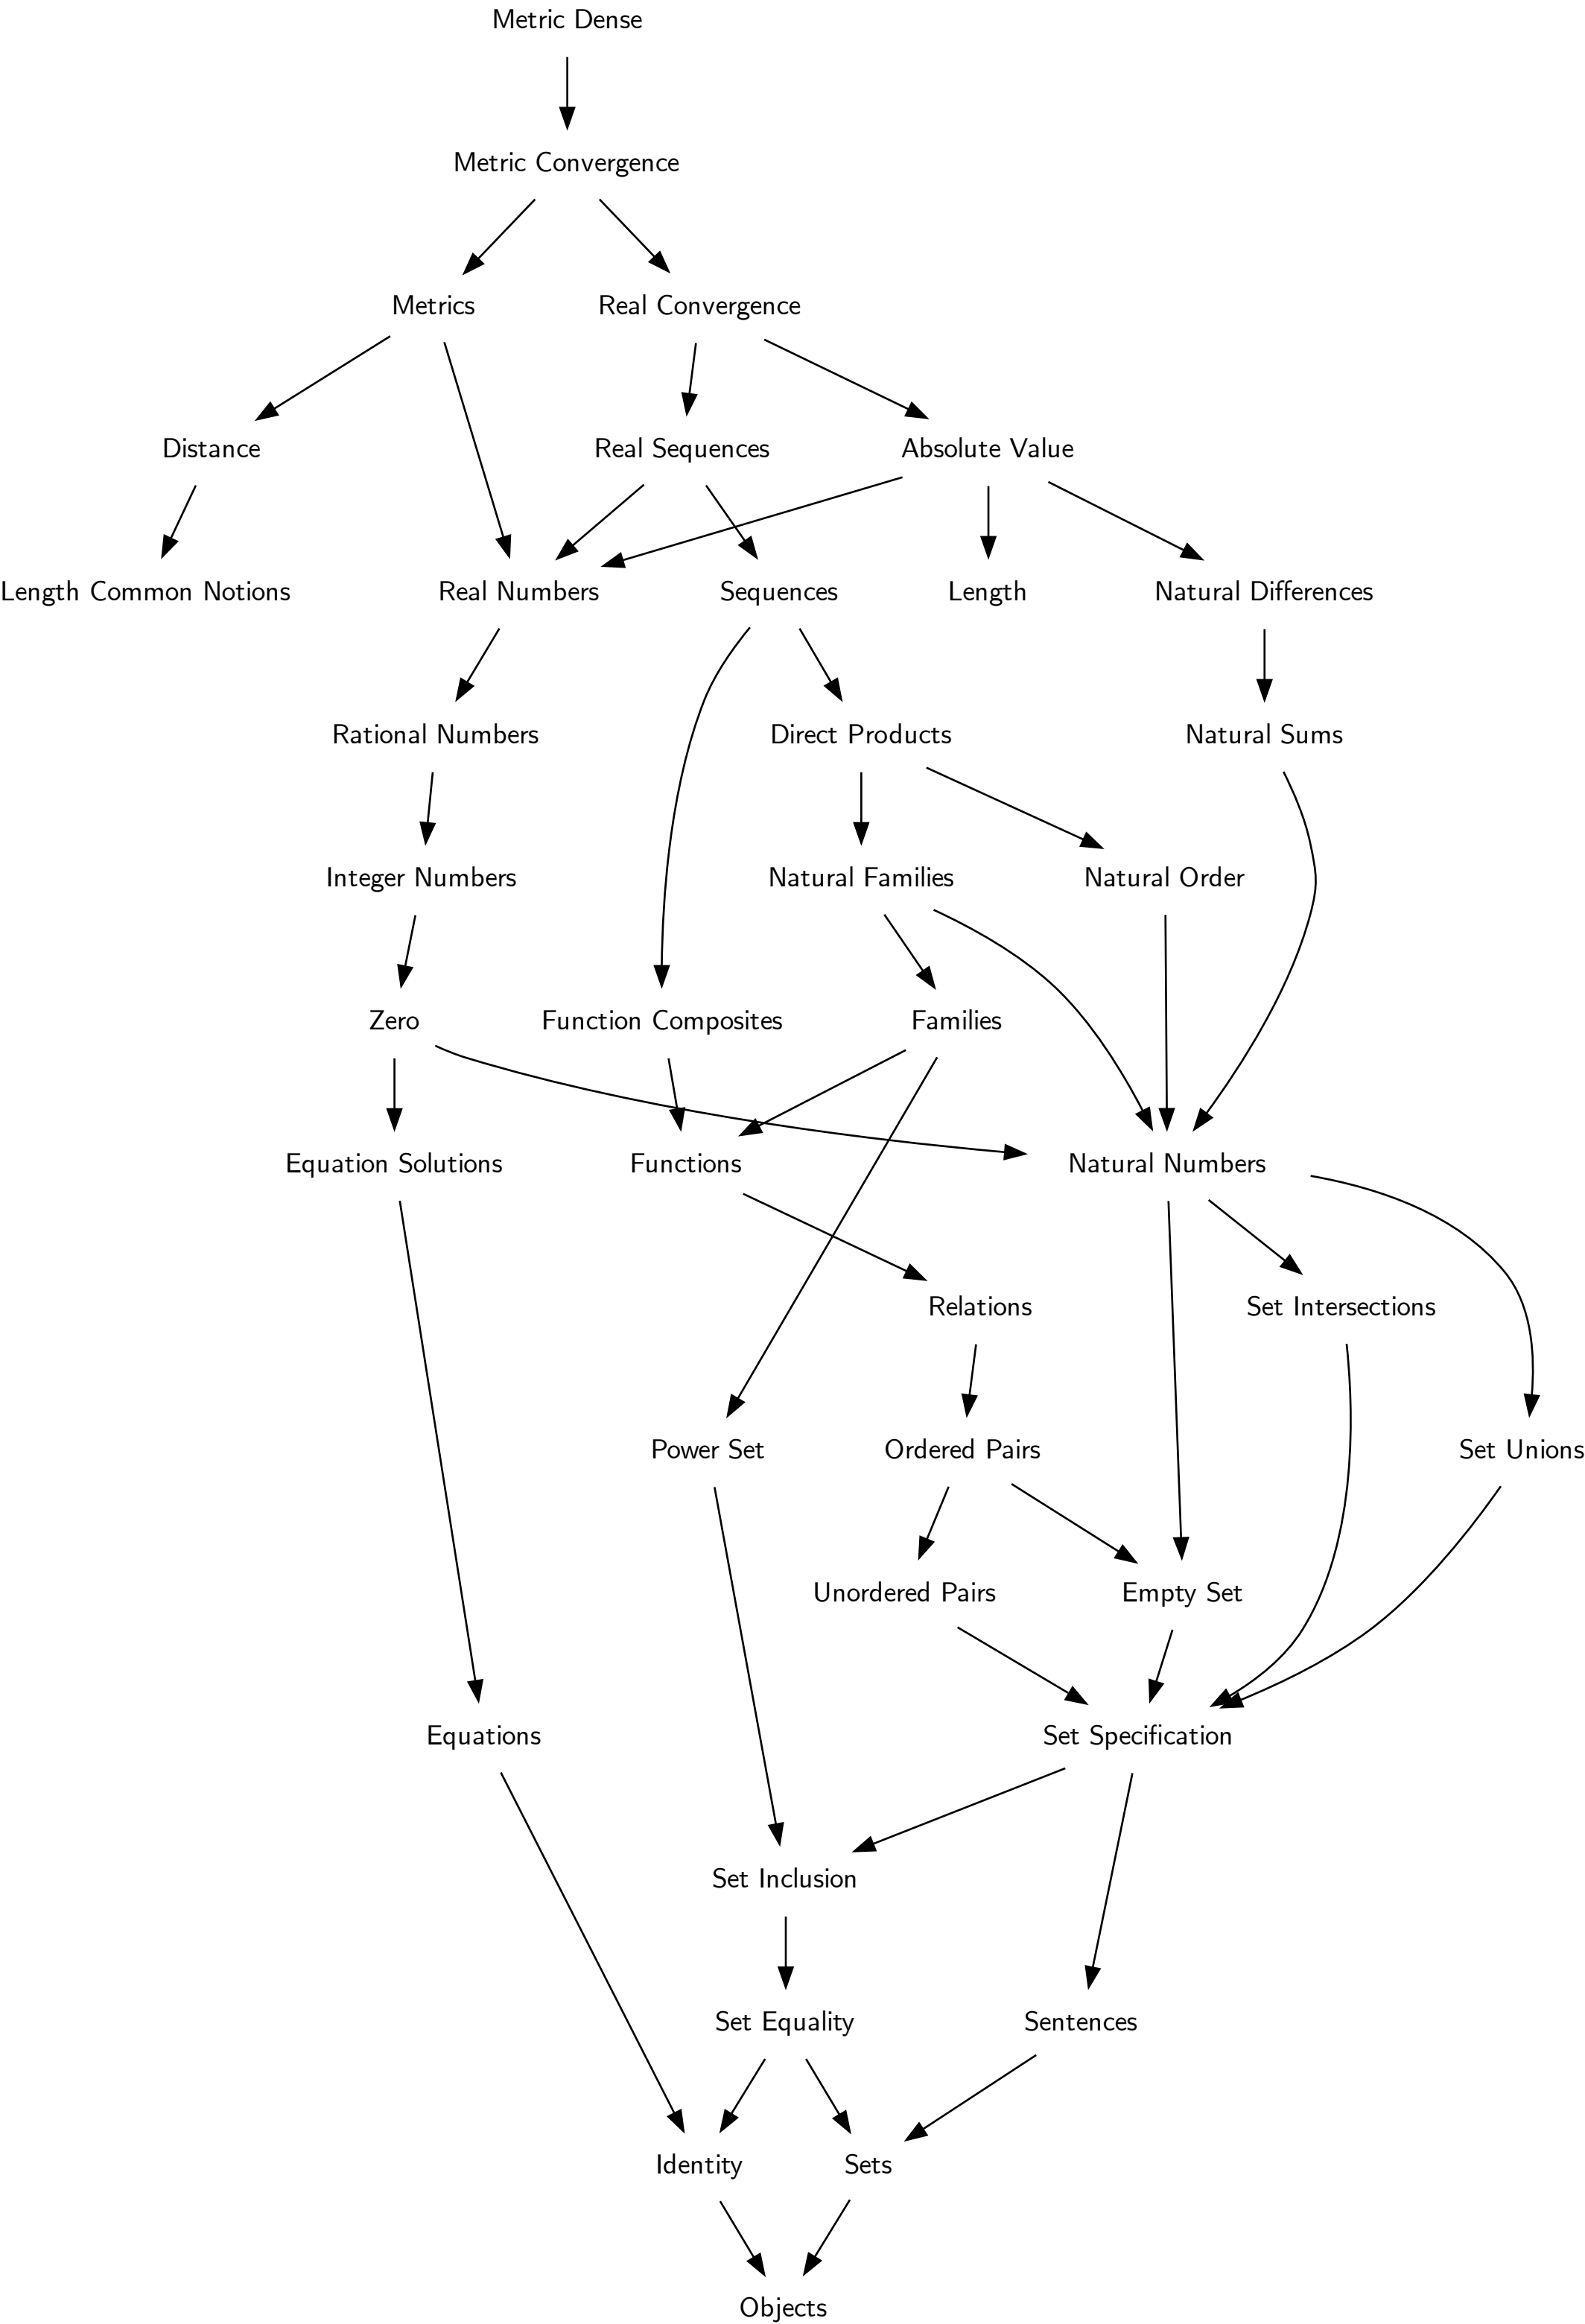 Metric Dense
Metric Convergence
Metrics
Real Convergence
Distance
Real Sequences
Absolute Value
Length Common Notions
Real Numbers
Sequences
Length
Natural Differences
Rational Numbers
Direct Products
Natural Sums
Integer Numbers
Natural Families
Natural Order
Zero
Function Composites
Families
Equation Solutions
Functions
Natural Numbers
Relations
Set Intersections
Power Set
Ordered Pairs
Set Unions
Unordered Pairs
Empty Set
Equations
Set Specification
Set Inclusion
Set Equality
Sentences
Identity
Sets
Objects